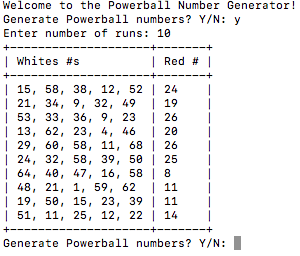 Welcome to the Powerball Number Generator!
Generate Powerball numbers? Y/N: y
Enter number of runs: 10
+---------------------+-------+
| Whites #s           | Red # |
+---------------------+-------+
| 15, 58, 38, 12, 52  | 24    |
| 21, 34, 9, 32, 49   | 19    |
| 53, 33, 36, 9, 23   | 26    |
| 13, 62, 23, 4, 46   | 20    |
| 29, 60, 58, 11, 68  | 26    |
| 24, 32, 58, 39, 50  | 25    |
| 64, 40, 47, 16, 58  | 8     |
| 48, 21, 1, 59, 62   | 11    |
| 19, 50, 15, 23, 39  | 11    |
| 51, 11, 25, 12, 22  | 14    |
+---------------------+-------+
Generate Powerball numbers? Y/N: